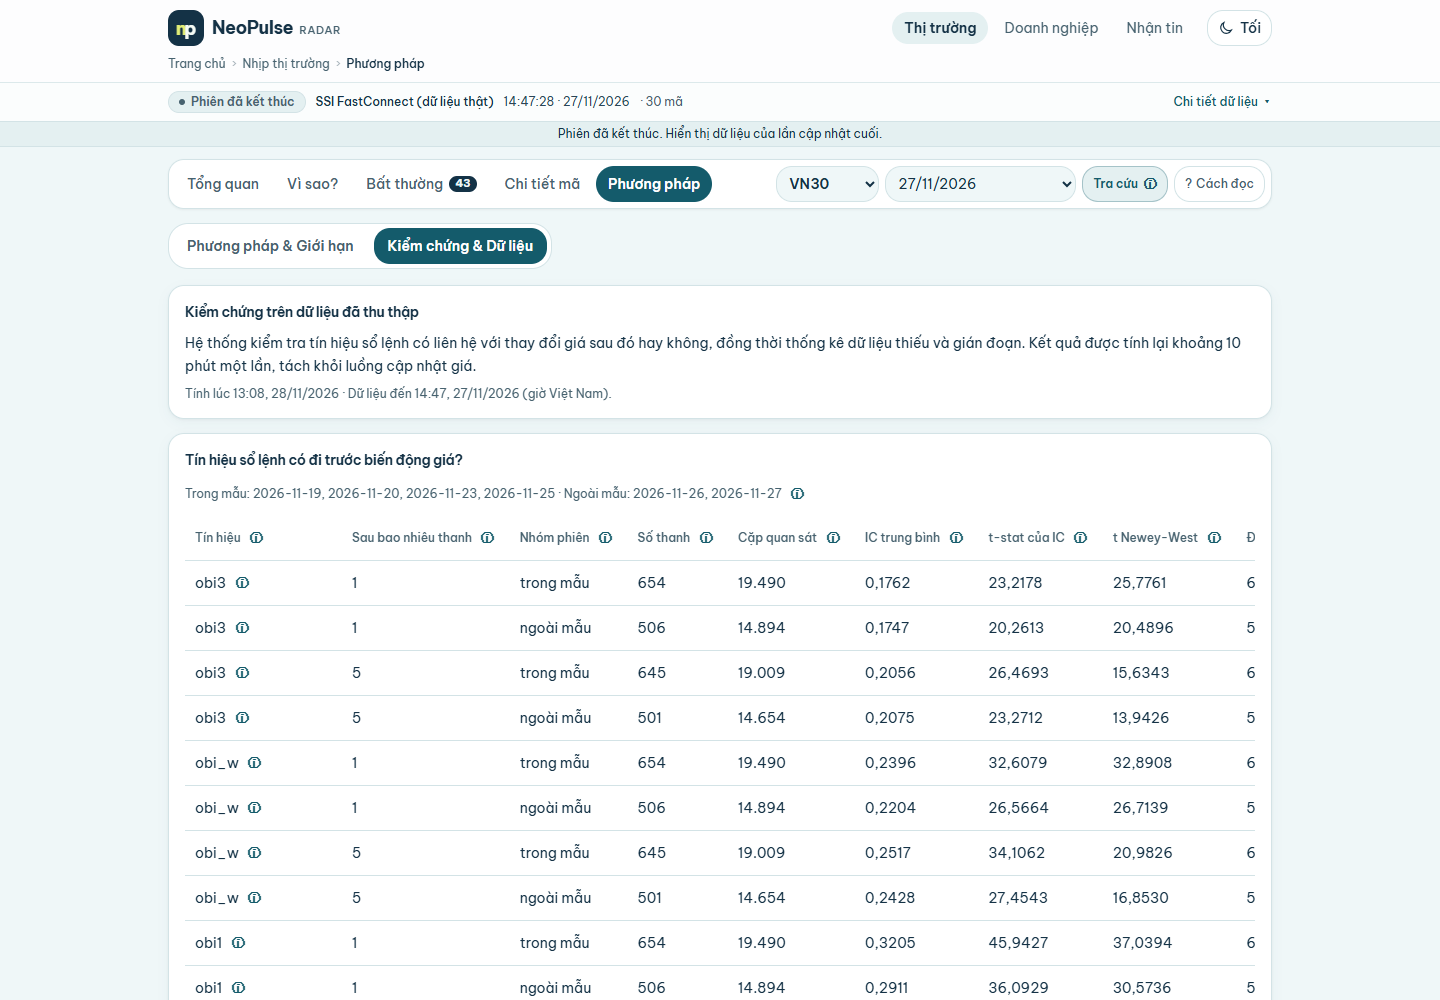 np NeoPulse RADAR
Thị trường Doanh nghiệp Nhận tin Tối
Trang chủ › Nhịp thị trường › Phương pháp
Phiên đã kết thúc SSI FastConnect (dữ liệu thật) 14:47:28 · 27/11/2026 · 30 mã Chi tiết dữ liệu
Phiên đã kết thúc. Hiển thị dữ liệu của lần cập nhật cuối.
Tổng quan Vì sao? Bất thường 43 Chi tiết mã Phương pháp VN30 27/11/2026 Tra cứu ⓘ ? Cách đọc
Phương pháp & Giới hạn Kiểm chứng & Dữ liệu
Kiểm chứng trên dữ liệu đã thu thập
Hệ thống kiểm tra tín hiệu sổ lệnh có liên hệ với thay đổi giá sau đó hay không, đồng thời thống kê dữ liệu thiếu và gián đoạn. Kết quả được tính lại khoảng 10
phút một lần, tách khỏi luồng cập nhật giá.
Tính lúc 13:08, 28/11/2026 · Dữ liệu đến 14:47, 27/11/2026 (giờ Việt Nam).
Tín hiệu sổ lệnh có đi trước biến động giá?
Trong mẫu: 2026-11-19, 2026-11-20, 2026-11-23, 2026-11-25 · Ngoài mẫu: 2026-11-26, 2026-11-27 ⓘ
Tín hiệu ⓘ Sau bao nhiêu thanh ⓘ Nhóm phiên ⓘ Số thanh ⓘ Cặp quan sát ⓘ IC trung bình ⓘ t-stat của IC ⓘ t Newey-West ⓘ Đ
obi3 ⓘ 1 trong mẫu 654 19.490 0,1762 23,2178 25,7761 6
obi3 ⓘ 1 ngoài mẫu 506 14.894 0,1747 20,2613 20,4896 5
obi3 ⓘ 5 trong mẫu 645 19.009 0,2056 26,4693 15,6343 6
obi3 ⓘ 5 ngoài mẫu 501 14.654 0,2075 23,2712 13,9426 5
obi_w ⓘ 1 trong mẫu 654 19.490 0,2396 32,6079 32,8908 6
obi_w ⓘ 1 ngoài mẫu 506 14.894 0,2204 26,5664 26,7139 5
obi_w ⓘ 5 trong mẫu 645 19.009 0,2517 34,1062 20,9826 6
obi_w ⓘ 5 ngoài mẫu 501 14.654 0,2428 27,4543 16,8530 5
obi1 ⓘ 1 trong mẫu 654 19.490 0,3205 45,9427 37,0394 6
obi1 ⓘ 1 ngoài mẫu 506 14.894 0,2911 36,0929 30,5736 5